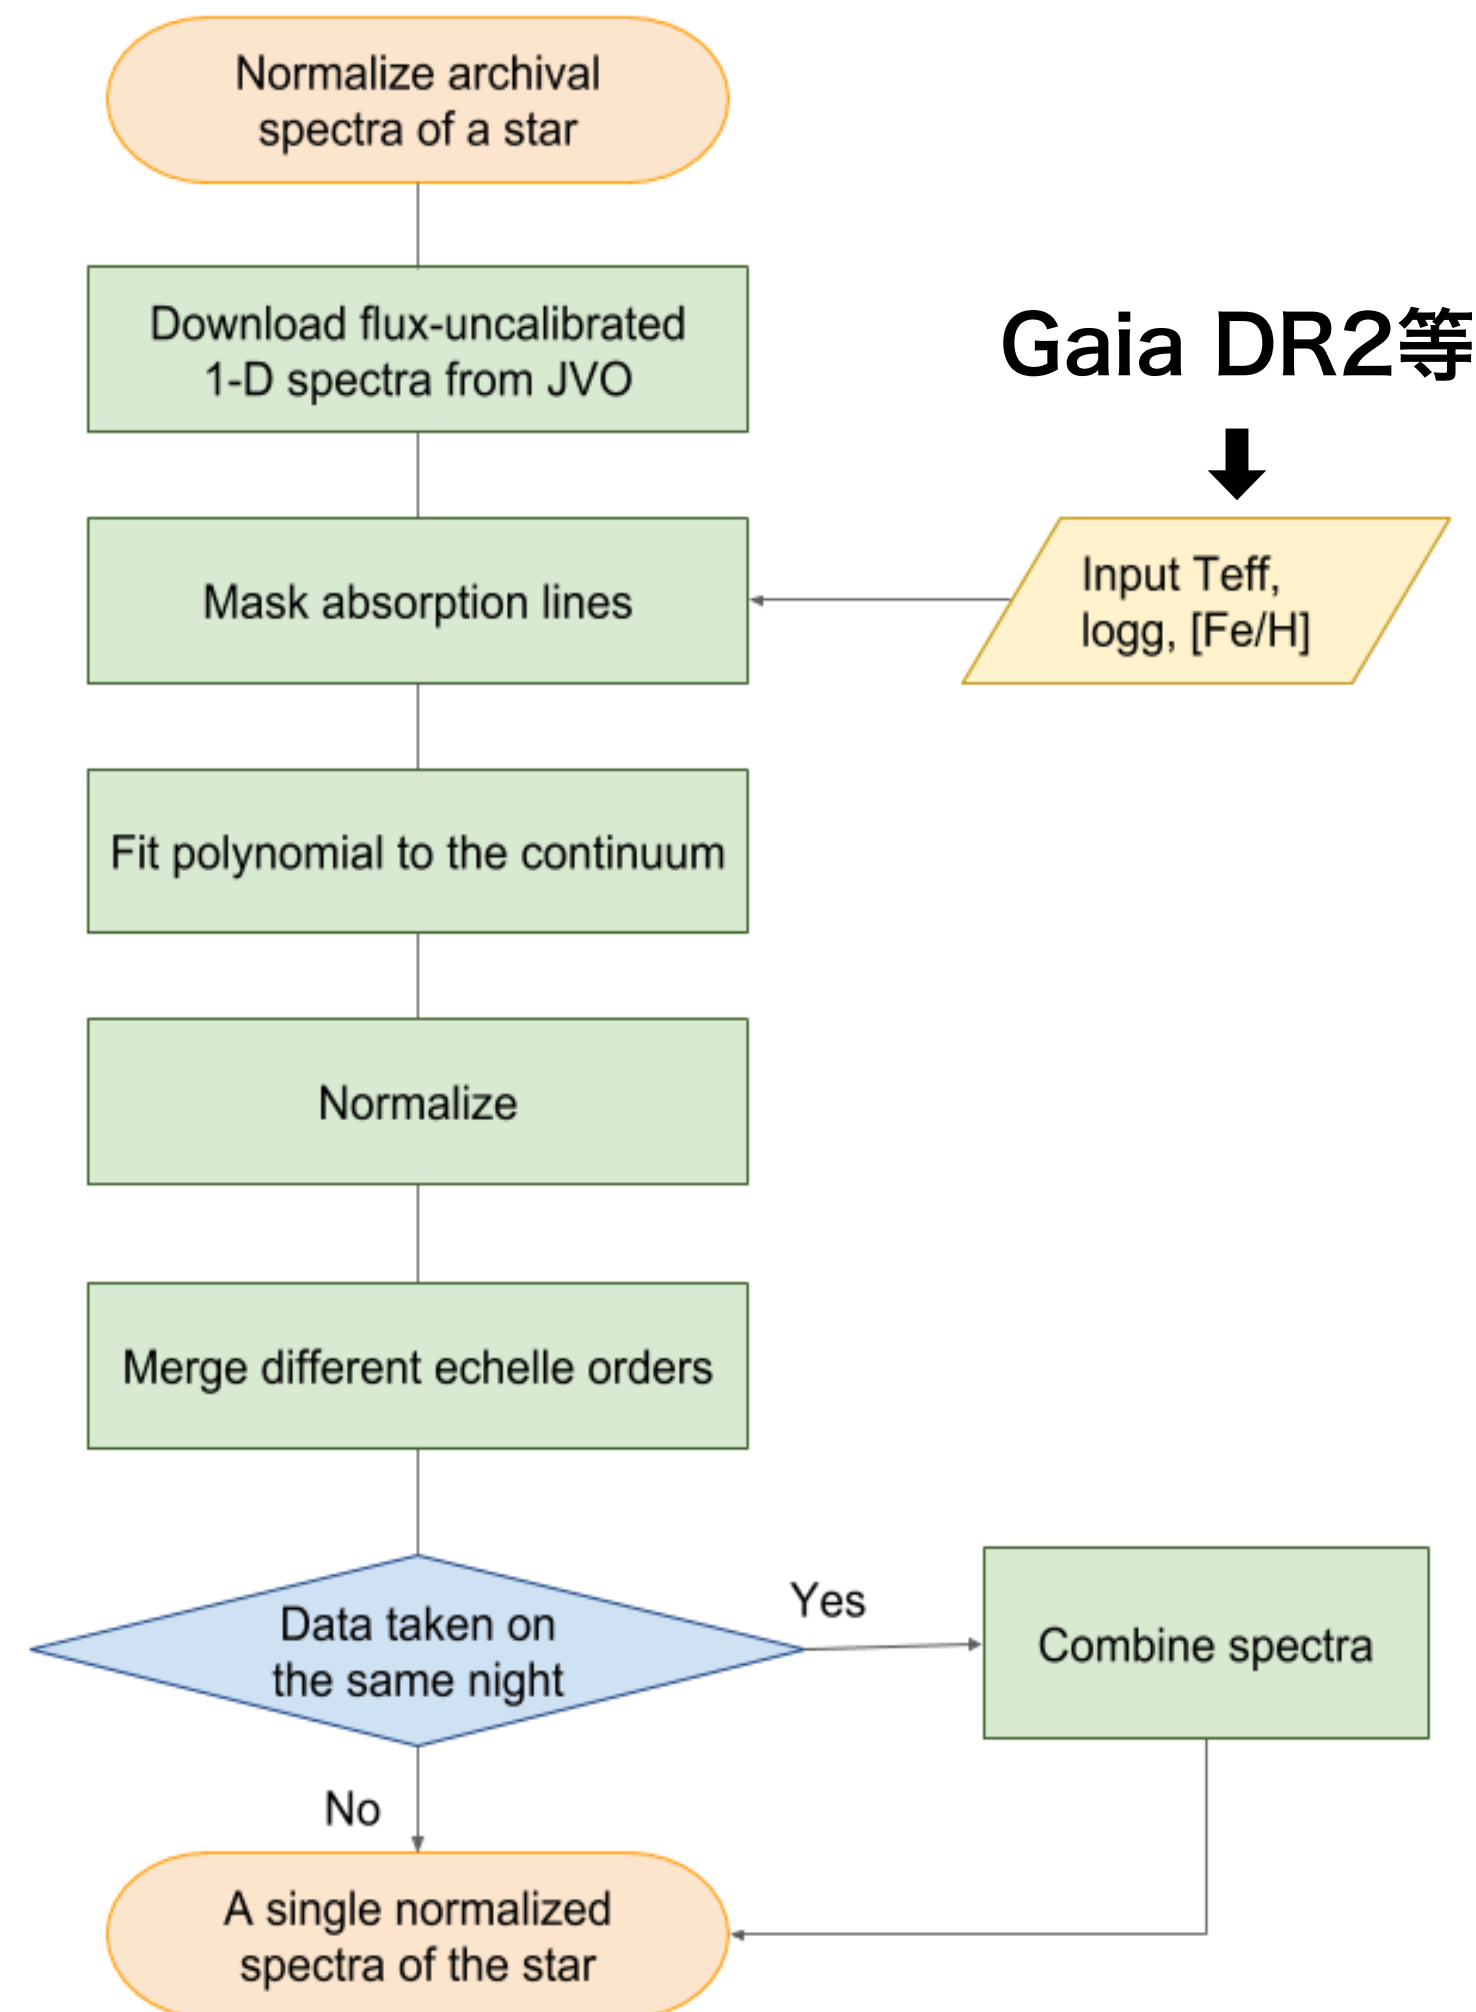 Normalize archival
spectra of a star
Download flux-uncalibrated
1-D spectra from JVO
Gaia DR2等
Mask absorption lines
Input Teff,
logg, [Fe/H]
Fit polynomial to the continuum
Normalize
Merge different echelle orders
Data taken on
the same night
Yes
Combine spectra
No
A single normalized
spectra of the star